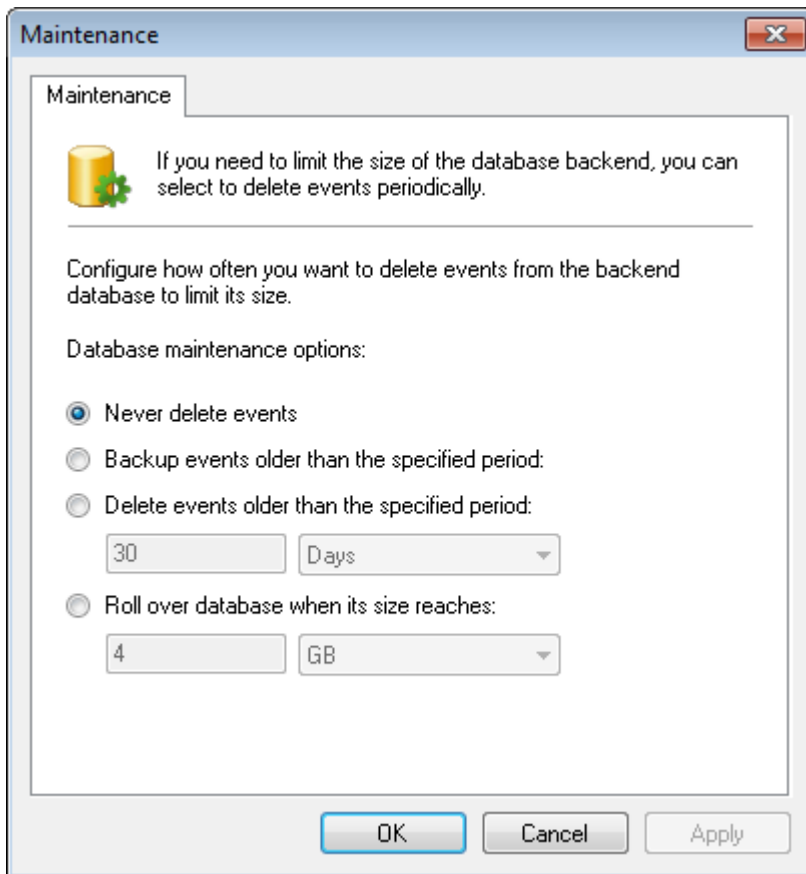 Maintenance
Maintenance
If you need to limit the size of the database backend, you can
select to delete events periodically.
Configure how often you want to delete events from the backend
database to limit its size.
Database maintenance options:
Never delete events
Backup events older than the specified period:
Delete events older than the specified period:
30 Days
Roll over database when its size reaches:
4 GB
OK Cancel Apply